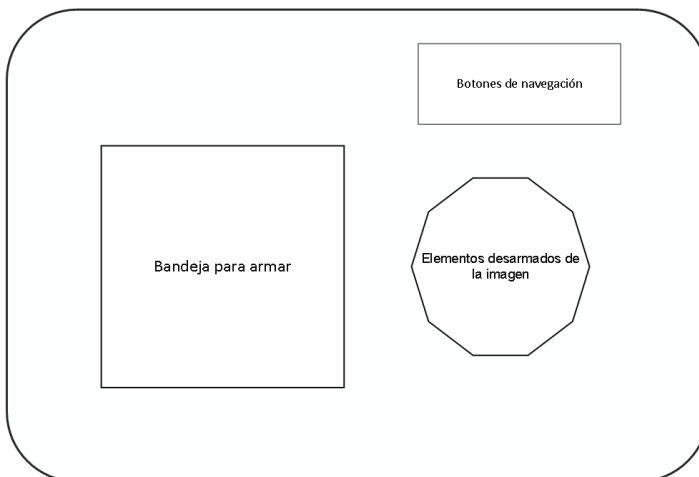 Botones de navegación
Bandeja para armar
Elementos desarmados de
la imagen